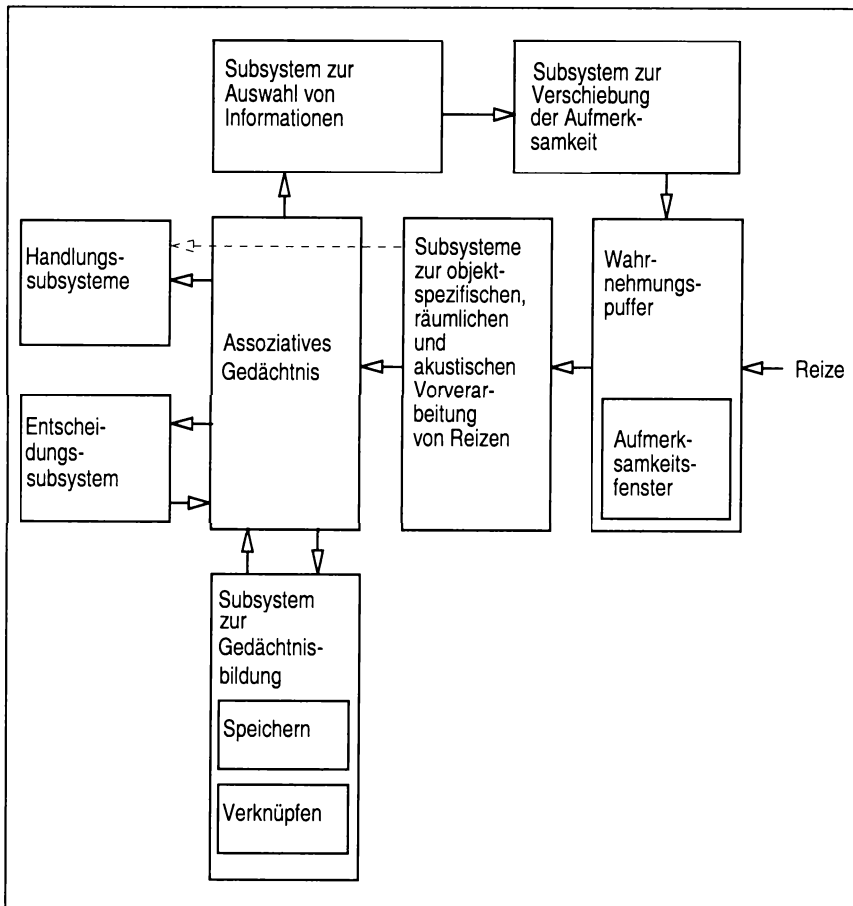 Subsystem zur
Auswahl von
Informationen
Subsystem zur
Verschiebung
der Aufmerk-
samkeit
Handlungs-
subsysteme
Assoziatives
Gedächtnis
Subsysteme
zur objekt-
spezifischen,
räumlichen
und
akustischen
Vorverar-
beitung
von Reizen
Wahr-
nehmungs-
puffer
Reize
Aufmerk-
samkeits-
fenster
Entschei-
dungs-
subsystem
Subsystem
zur
Gedächtnis-
bildung
Speichern
Verknüpfen